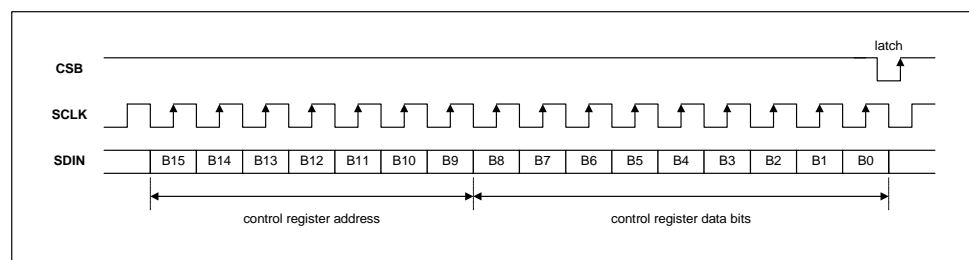 latch
CSB
SCLK
SDIN B15 B14 B13 B12 B11 B10 B9 B8 B7 B6 B5 B4 B3 B2 B1 B0
control register address control register data bits